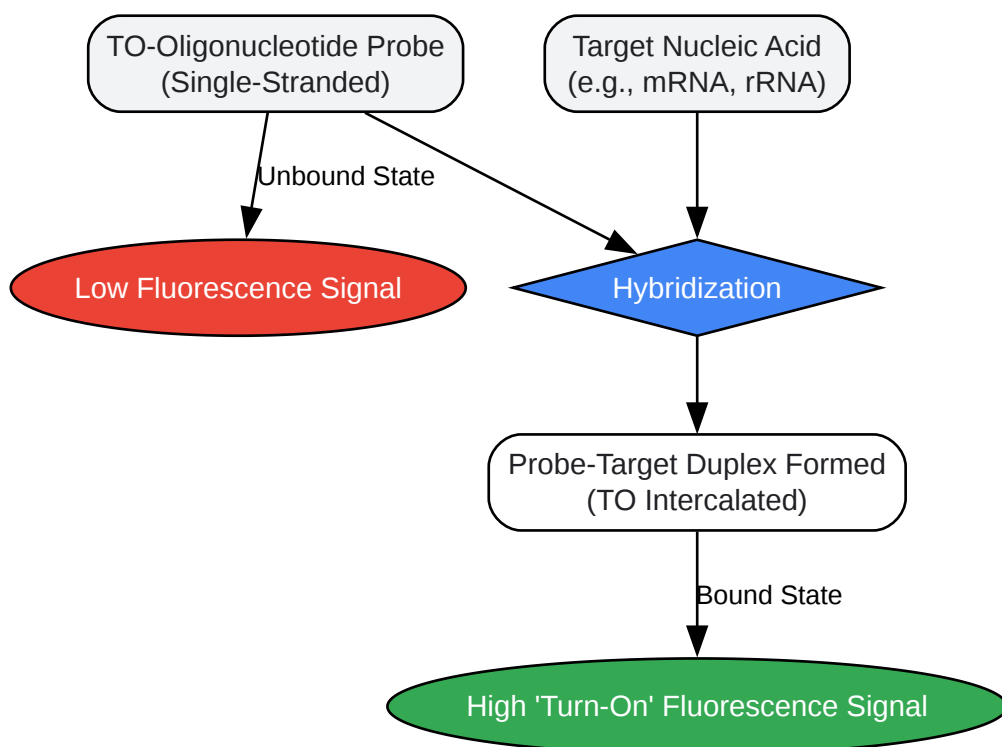 TO-Oligonucleotide Probe
(Single-Stranded)
Target Nucleic Acid
(e.g., mRNA, rRNA)
Unbound State
Low Fluorescence Signal
Hybridization
Probe-Target Duplex Formed
(TO Intercalated)
Bound State
High 'Turn-On' Fluorescence Signal